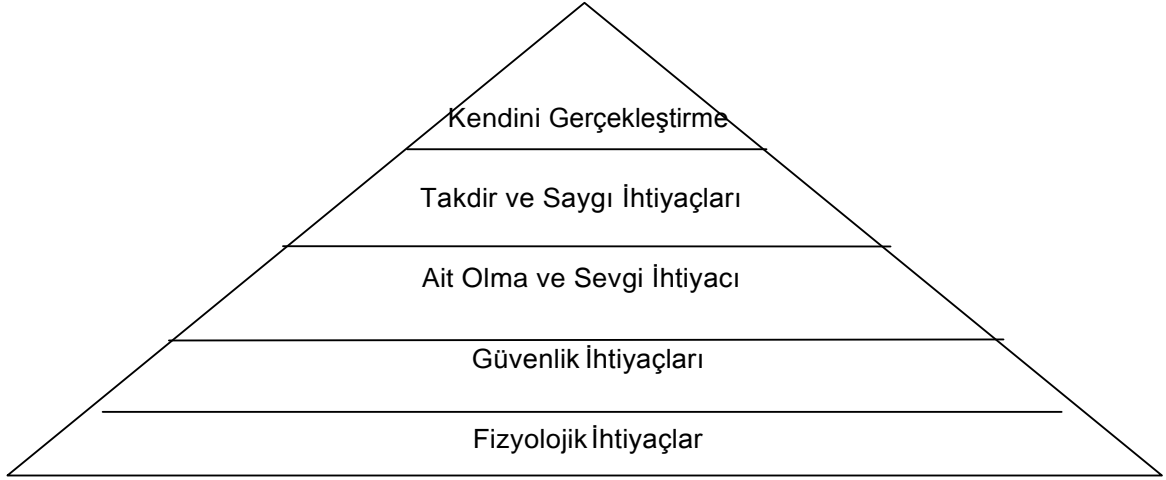 Kendini Gerçekleştirme
Takdir ve Saygı İhtiyaçları
Ait Olma ve Sevgi İhtiyacı
Güvenlik İhtiyaçları
Fizyolojik İhtiyaçlar